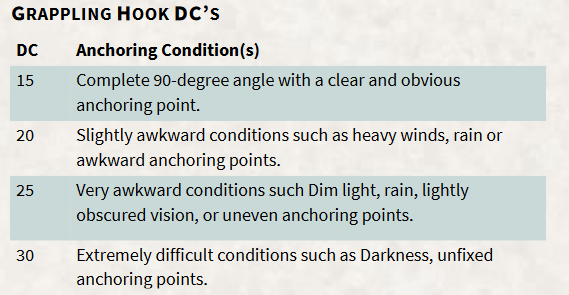 GRAPPLING HOOK DC'S
DC Anchoring Condition(s)
15 Complete 90-degree angle with a clear and obvious
anchoring point.
20 Slightly awkward conditions such as heavy winds, rain or
awkward anchoring points.
25 Very awkward conditions such Dim light, rain, lightly
obscured vision, or uneven anchoring points.
30 Extremely difficult conditions such as Darkness, unfixed
anchoring points.